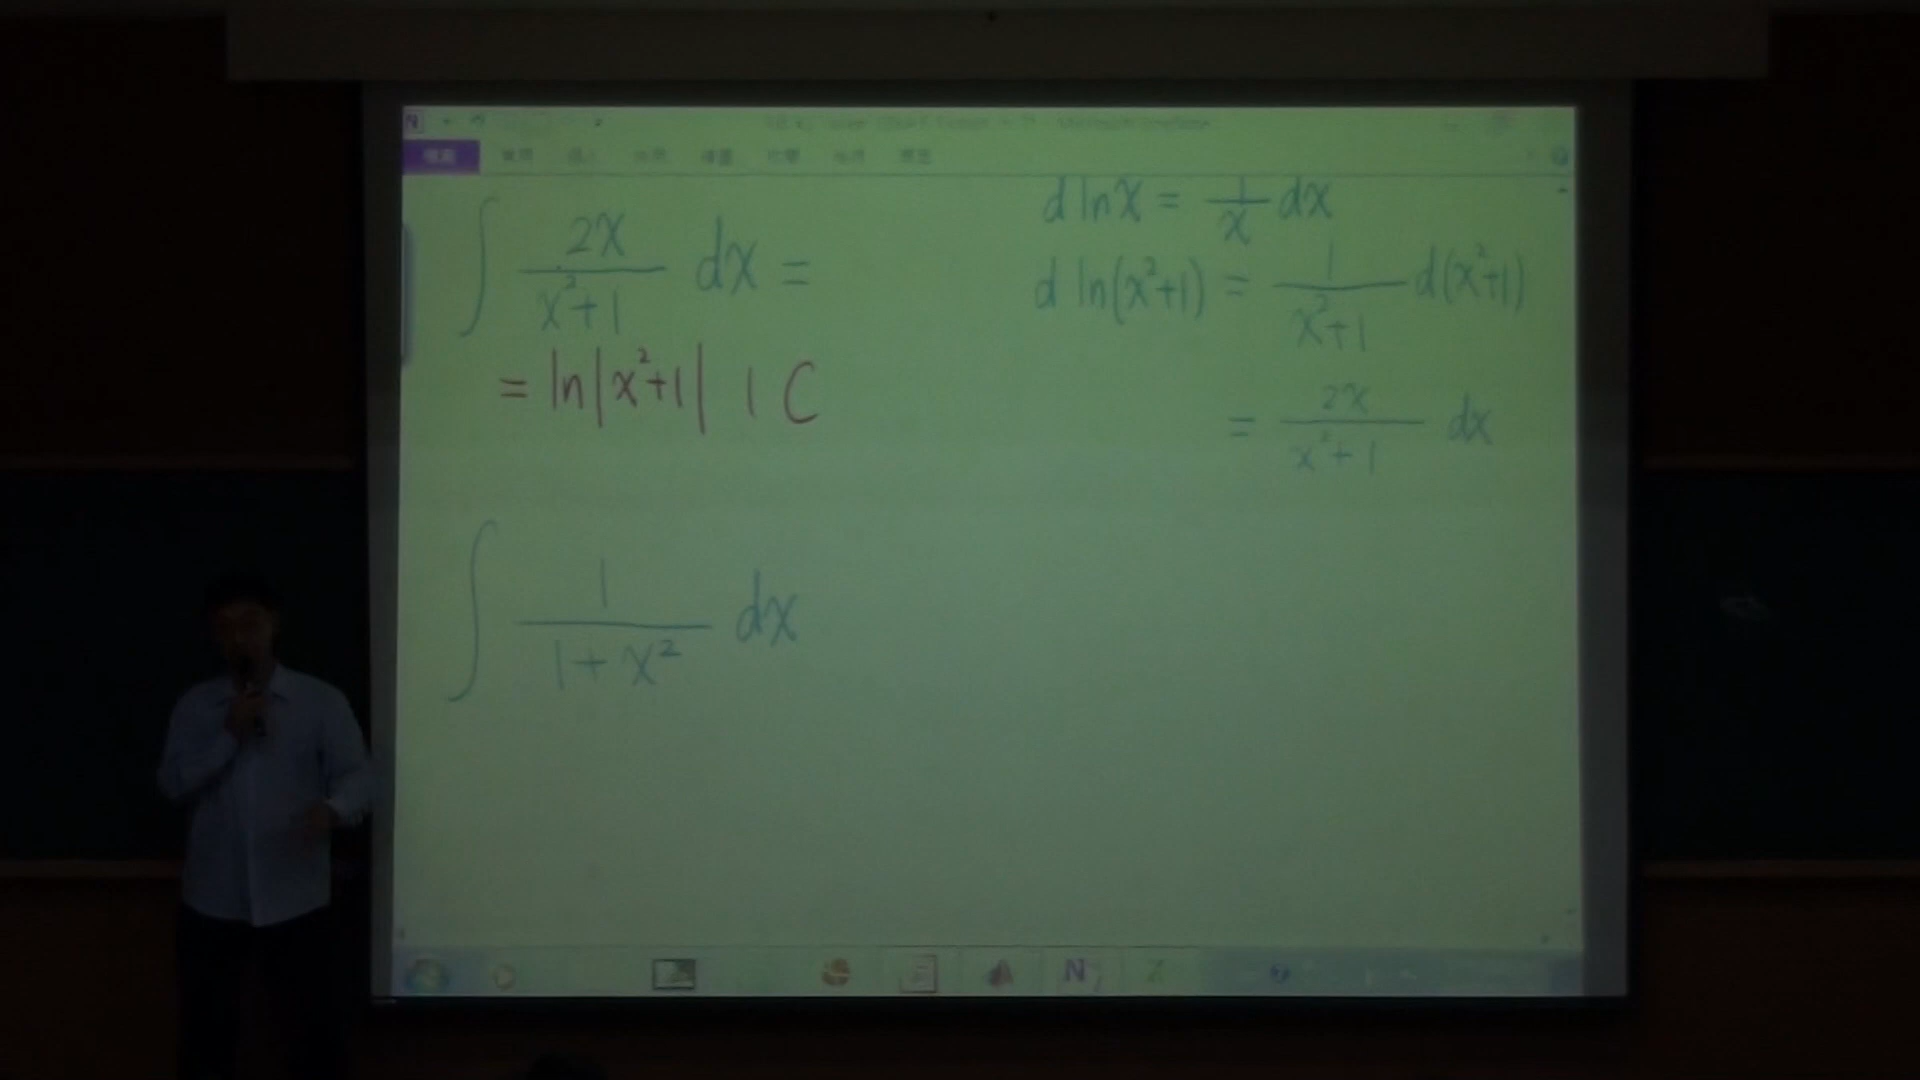 ∫ 2x/(x²+1) dx =
= ln|x²+1| | C
d ln x = 1/x dx
d ln(x²+1) = 1/(x²+1) d(x²+1)
= 2x/(x²+1) dx
∫ 1/(1+x²) dx
N